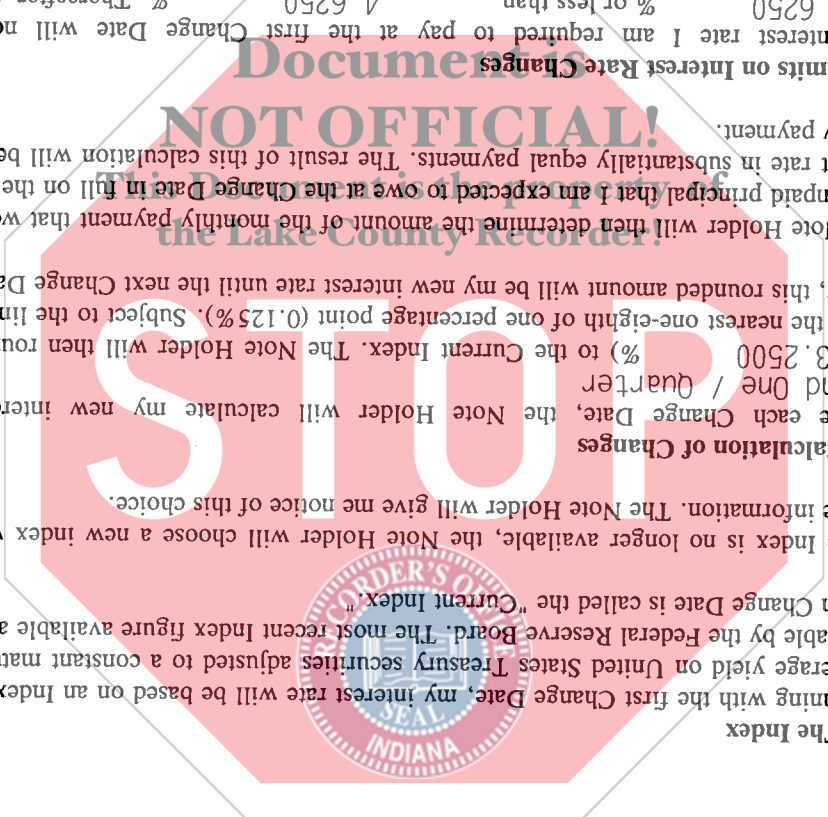 The Index
nning with the first Change Date, my interest rate will be based on an Index
erage yield on United States Treasury securities adjusted to a constant mat
able by the Federal Reserve Board. The most recent Index figure available a
h Change Date is called the "Current Index."
e Index is no longer available, the Note Holder will choose a new index
e information. The Note Holder will give me notice of this choice.
alculation of Changes
e each Change Date, the Note Holder will calculate my new intere
nd One / Quarter
3.2500 %) to the Current Index. The Note Holder will then rou
the nearest one-eighth of one percentage point (0.125%). Subject to the lim
, this rounded amount will be my new interest rate until the next Change Da
ote Holder will then determine the amount of the monthly payment that wo
npaid principal that I am expected to owe at the Change Date in full on the
t rate in substantially equal payments. The result of this calculation will be
y payment.
mits on Interest Rate Changes
nterest rate I am required to pay at the first Change Date will no
6250 % or less than 4.6250 % Thereafter
Document is
NOT OFFICIAL!
This Document is the property of
the Lake County Recorder!
STOP
RECORDER'S OFFICE
SEAL
INDIANA